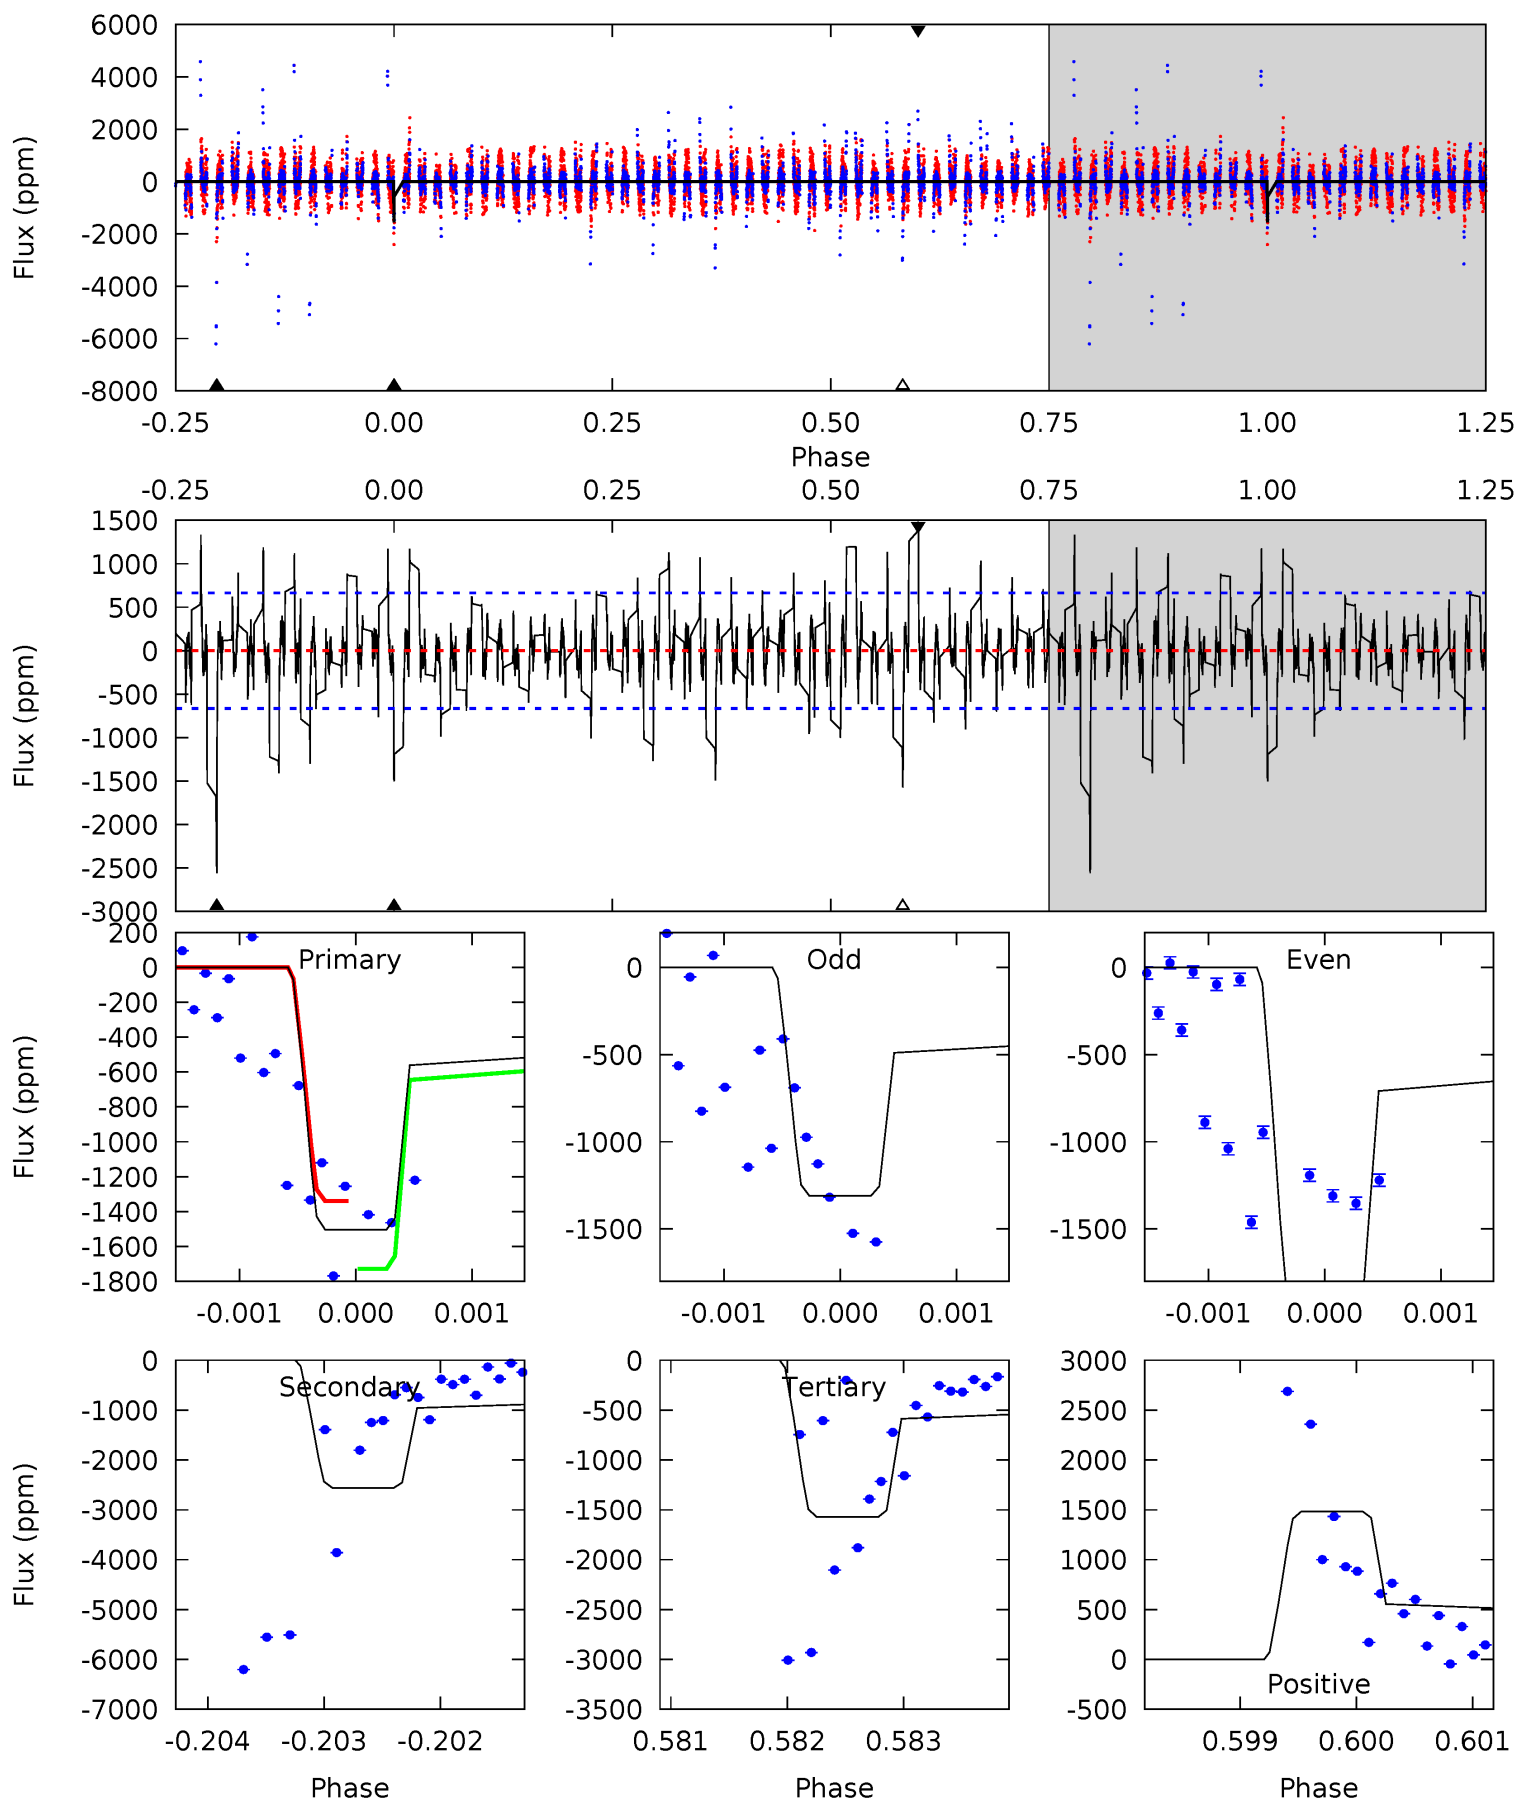 6000
4000
2000
0
-2000
-4000
-6000
-8000
Flux (ppm)
-0.25 0.00 0.25 0.50 0.75 1.00 1.25
Phase
-0.25 0.00 0.25 0.50 0.75 1.00 1.25
1500
1000
500
0
-500
-1000
-1500
-2000
-2500
-3000
Flux (ppm)
200
0
-200
-400
-600
-800
-1000
-1200
-1400
-1600
-1800
Flux (ppm)
Primary
-0.001 0.000 0.001
0
-500
-1000
-1500
Odd
-0.001 0.000 0.001
0
-500
-1000
-1500
Even
-0.001 0.000 0.001
0
-1000
-2000
-3000
-4000
-5000
-6000
-7000
Flux (ppm)
Secondary
-0.204 -0.203 -0.202
Phase
0
-500
-1000
-1500
-2000
-2500
-3000
-3500
Tertiary
0.581 0.582 0.583
Phase
3000
2500
2000
1500
1000
500
0
-500
Positive
0.599 0.600 0.601
Phase